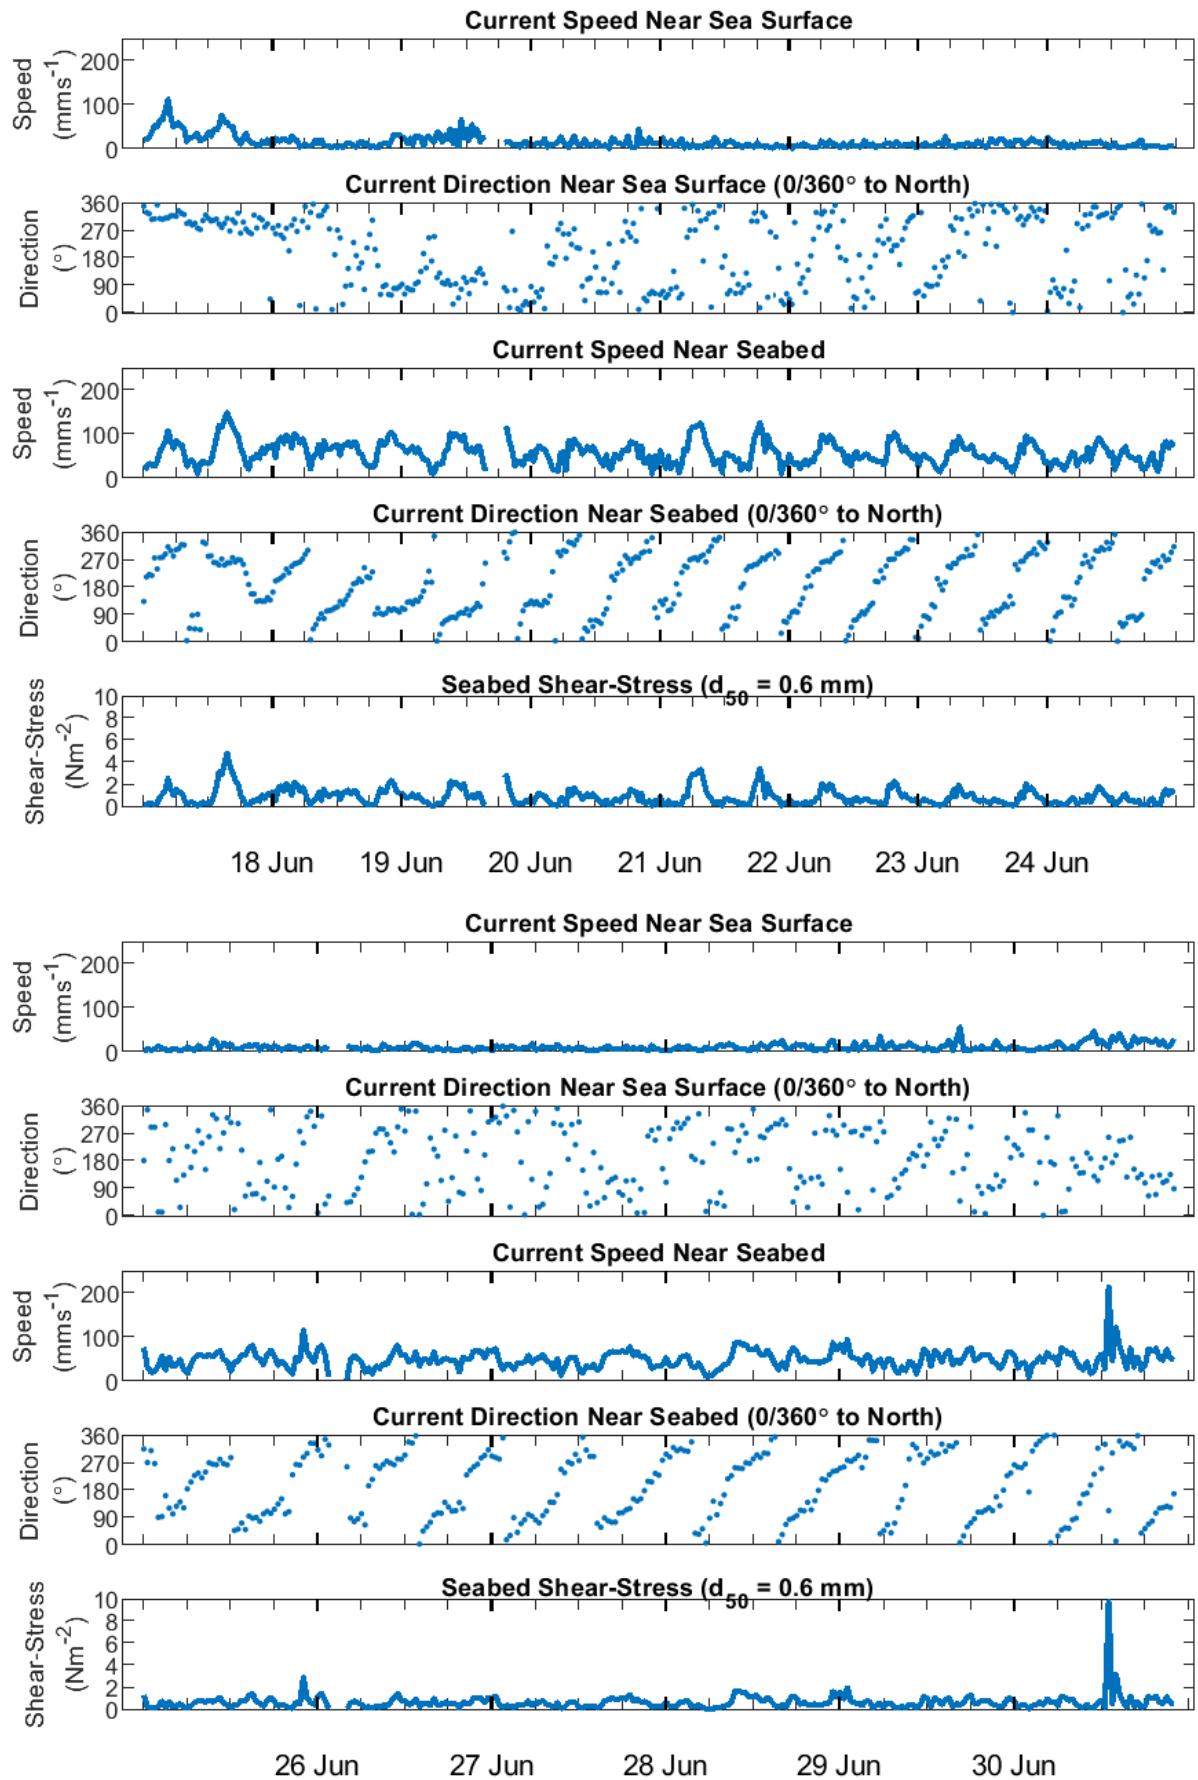 Current Speed Near Sea Surface
Speed
(mms-1)
200
100
0
Current Direction Near Sea Surface (0/360° to North)
Direction
(°)
360
270
180
90
0
Current Speed Near Seabed
Speed
(mms-1)
200
100
0
Current Direction Near Seabed (0/360° to North)
Direction
(°)
360
270
180
90
0
Seabed Shear-Stress (d50 = 0.6 mm)
Shear-Stress
(Nm-2)
10
8
6
4
2
0
18 Jun 19 Jun 20 Jun 21 Jun 22 Jun 23 Jun 24 Jun
Current Speed Near Sea Surface
Speed
(mms-1)
200
100
0
Current Direction Near Sea Surface (0/360° to North)
Direction
(°)
360
270
180
90
0
Current Speed Near Seabed
Speed
(mms-1)
200
100
0
Current Direction Near Seabed (0/360° to North)
Direction
(°)
360
270
180
90
0
Seabed Shear-Stress (d50 = 0.6 mm)
Shear-Stress
(Nm-2)
10
8
6
4
2
0
26 Jun 27 Jun 28 Jun 29 Jun 30 Jun